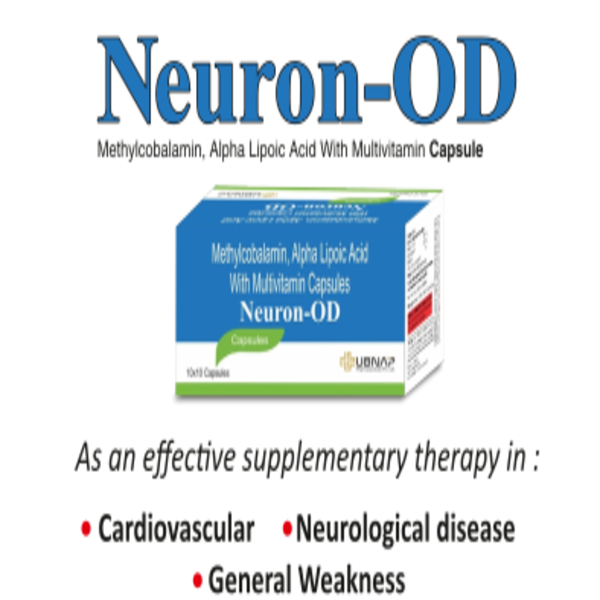 Neuron-OD
Methylcobalamin, Alpha Lipoic Acid With Multivitamin Capsule
Methylcobalamin, Alpha Lipoic Acid
With Multivitamin Capsules
Neuron-OD
Capsules
10x10 Capsules
UBNAP
As an effective supplementary therapy in :
• Cardiovascular • Neurological disease
• General Weakness